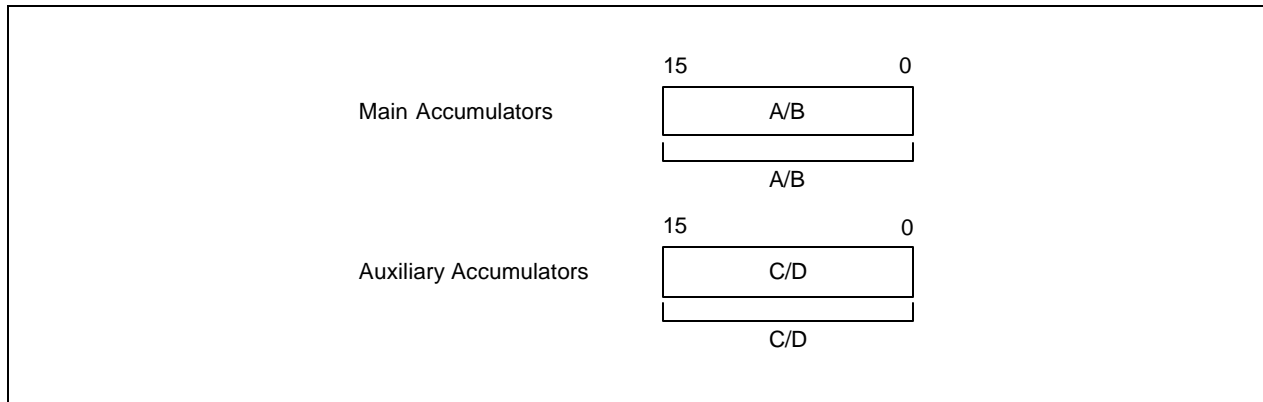 15 0
Main Accumulators A/B
A/B
15 0
Auxiliary Accumulators C/D
C/D